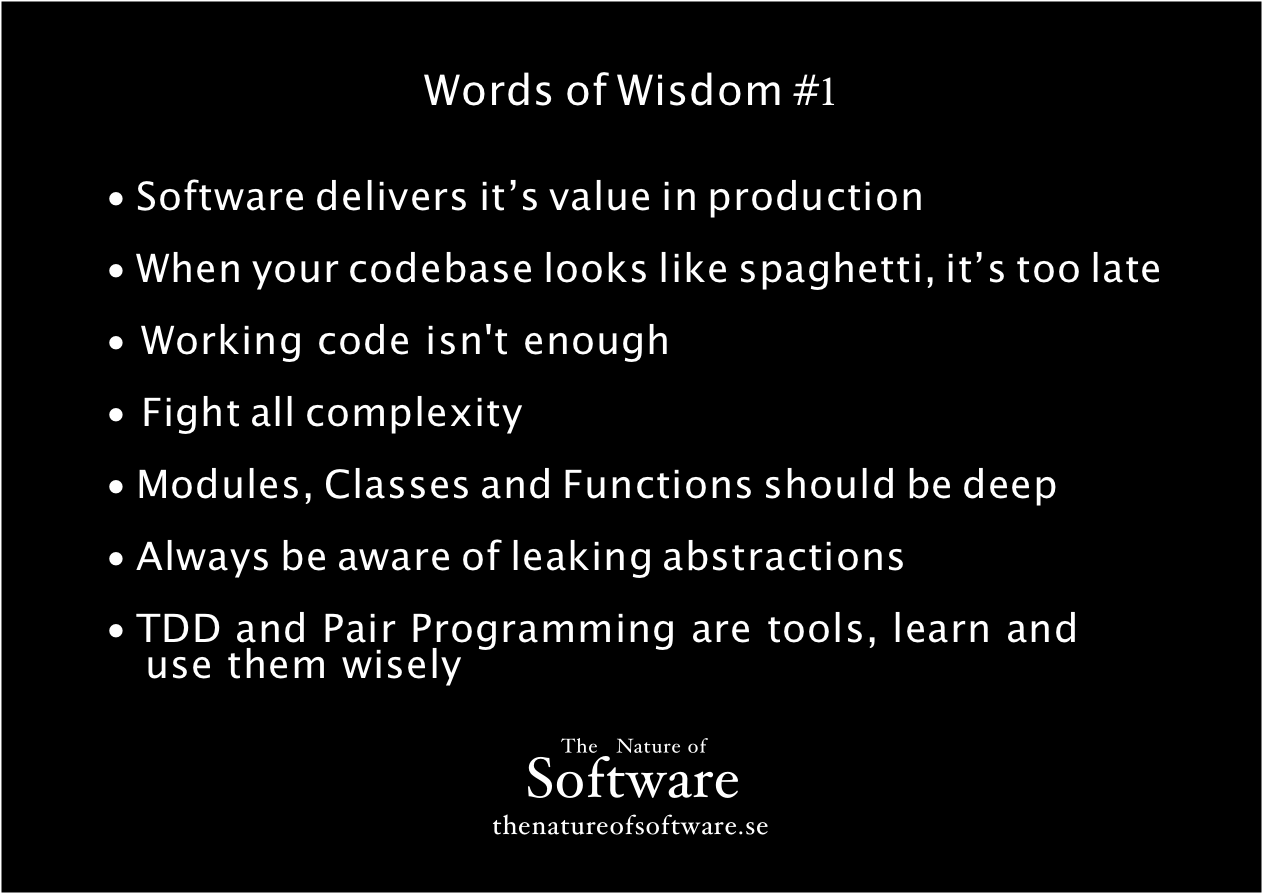 Words of Wisdom #1
• Software delivers it’s value in production
• When your codebase looks like spaghetti, it’s too late
• Working code isn't enough
• Fight all complexity
• Modules, Classes and Functions should be deep
• Always be aware of leaking abstractions
• TDD and Pair Programming are tools, learn and
use them wisely
The Nature of
Software
thenatureofsoftware.se